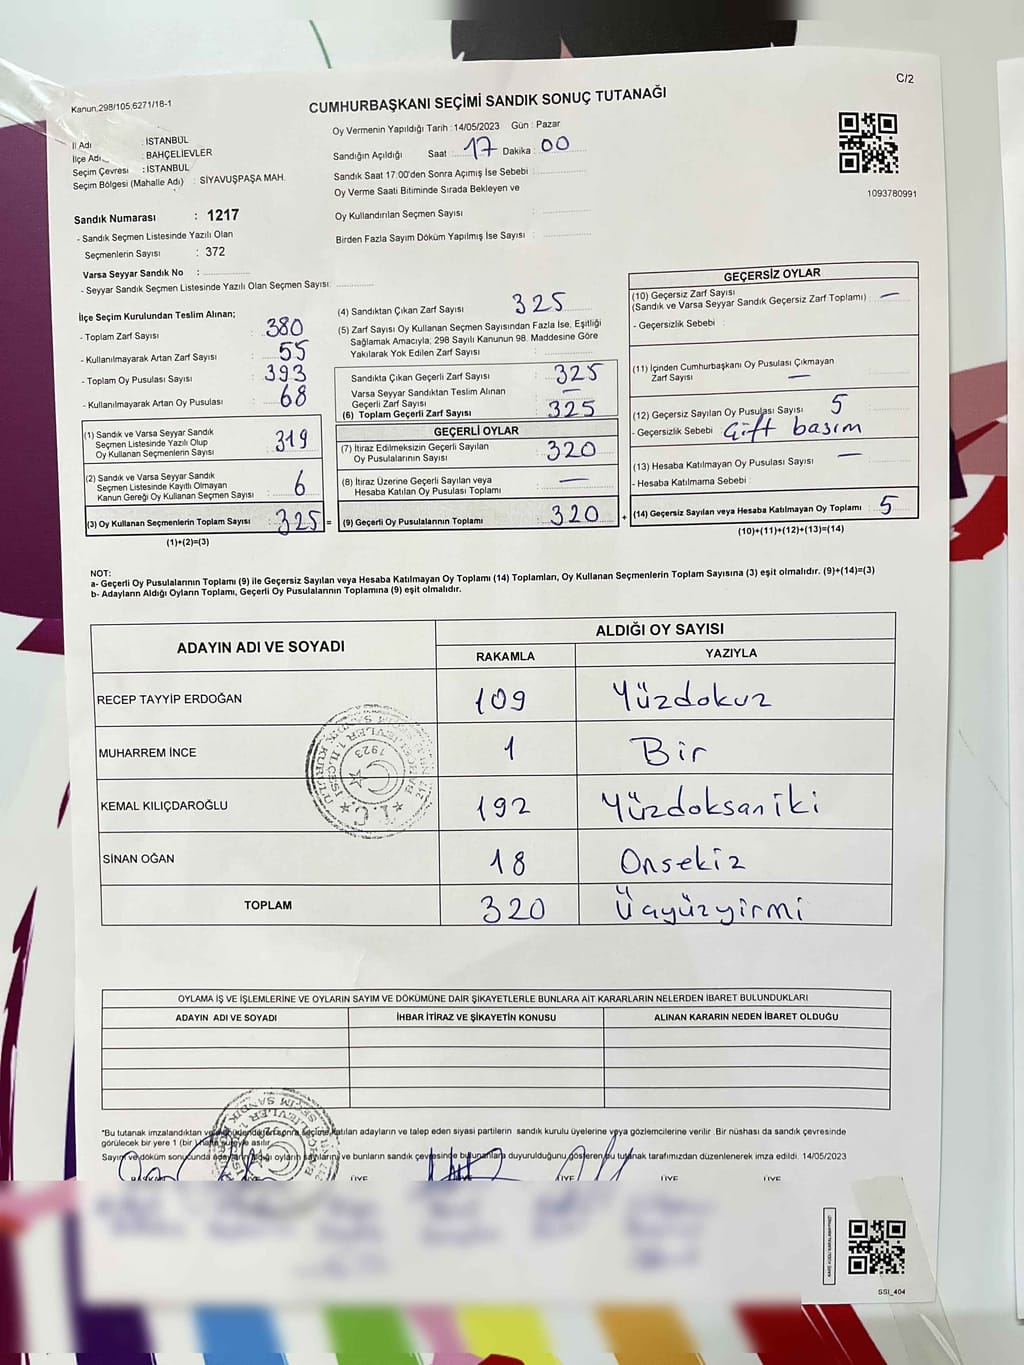 C/2
Kanun,298/105,6271/18-1
CUMHURBAŞKANI SEÇİMİ SANDIK SONUÇ TUTANAĞI
İl Adı : İSTANBUL
İlçe Adı : BAHÇELİEVLER
Seçim Çevresi : İSTANBUL
Seçim Bölgesi (Mahalle Adı) : SİYAVUŞPAŞA MAH.
Oy Vermenin Yapıldığı Tarih : 14/05/2023 Gün : Pazar
Sandığın Açıldığı Saat : 17 Dakika : 00
Sandık Saat 17:00'den Sonra Açımış İse Sebebi :
Oy Verme Saati Bitiminde Sırada Bekleyen ve
Oy Kullandırılan Seçmen Sayısı :
Birden Fazla Sayım Döküm Yapılmış İse Sayısı :
1093780991
Sandık Numarası : 1217
- Sandık Seçmen Listesinde Yazılı Olan
Seçmenlerin Sayısı : 372
Varsa Seyyar Sandık No :
- Seyyar Sandık Seçmen Listesinde Yazılı Olan Seçmen Sayısı:
İlçe Seçim Kurulundan Teslim Alınan;
- Toplam Zarf Sayısı : 380
- Kullanılmayarak Artan Zarf Sayısı : 55
- Toplam Oy Pusulası Sayısı : 393
- Kullanılmayarak Artan Oy Pusulası : 68
(1) Sandık ve Varsa Seyyar Sandık
Seçmen Listesinde Yazılı Olup
Oy Kullanan Seçmenlerin Sayısı : 319
(2) Sandık ve Varsa Seyyar Sandık
Seçmen Listesinde Kayıtlı Olmayan
Kanun Gereği Oy Kullanan Seçmen Sayısı : 6
(3) Oy Kullanan Seçmenlerin Toplam Sayısı : 325 =
(1)+(2)=(3)
(4) Sandıktan Çıkan Zarf Sayısı : 325
(5) Zarf Sayısı Oy Kullanan Seçmen Sayısından Fazla İse, Eşitliği
Sağlamak Amacıyla; 298 Sayılı Kanunun 98. Maddesine Göre
Yakılarak Yok Edilen Zarf Sayısı :
Sandıkta Çıkan Geçerli Zarf Sayısı : 325
Varsa Seyyar Sandıktan Teslim Alınan
Geçerli Zarf Sayısı : —
(6) Toplam Geçerli Zarf Sayısı : 325
GEÇERLİ OYLAR
(7) İtiraz Edilmeksizin Geçerli Sayılan
Oy Pusulalarının Sayısı : 320
(8) İtiraz Üzerine Geçerli Sayılan veya
Hesaba Katılan Oy Pusulası Toplamı : —
(9) Geçerli Oy Pusulalarının Toplamı : 320 +
GEÇERSİZ OYLAR
(10) Geçersiz Zarf Sayısı
(Sandık ve Varsa Seyyar Sandık Geçersiz Zarf Toplamı) : —
- Geçersizlik Sebebi :
(11) İçinden Cumhurbaşkanı Oy Pusulası Çıkmayan
Zarf Sayısı : —
(12) Geçersiz Sayılan Oy Pusulası Sayısı : 5
- Geçersizlik Sebebi : Çift basım
(13) Hesaba Katılmayan Oy Pusulası Sayısı : —
- Hesaba Katılmama Sebebi :
(14) Geçersiz Sayılan veya Hesaba Katılmayan Oy Toplamı : 5
(10)+(11)+(12)+(13)=(14)
NOT:
a- Geçerli Oy Pusulalarının Toplamı (9) ile Geçersiz Sayılan veya Hesaba Katılmayan Oy Toplamı (14) Toplamları, Oy Kullanan Seçmenlerin Toplam Sayısına (3) eşit olmalıdır. (9)+(14)=(3)
b- Adayların Aldığı Oyların Toplamı, Geçerli Oy Pusulalarının Toplamına (9) eşit olmalıdır.
ADAYIN ADI VE SOYADI
ALDIĞI OY SAYISI
RAKAMLA YAZIYLA
RECEP TAYYİP ERDOĞAN 109 Yüzdokuz
MUHARREM İNCE 1 Bir
KEMAL KILIÇDAROĞLU 192 Yüzdoksaniki
SİNAN OĞAN 18 Onsekiz
TOPLAM 320 Üçyüzyirmi
OYLAMA İŞ VE İŞLEMLERİNE VE OYLARIN SAYIM VE DÖKÜMÜNE DAİR ŞİKAYETLERLE BUNLARA AİT KARARLARIN NELERDEN İBARET BULUNDUKLARI
ADAYIN ADI VE SOYADI İHBAR İTİRAZ VE ŞİKAYETİN KONUSU ALINAN KARARIN NEDEN İBARET OLDUĞU
*Bu tutanak imzalandıktan sonra seçime katılan adayların ve talep eden siyasi partilerin sandık kurulu üyelerine veya gözlemcilerine verilir. Bir nüshası da sandık çevresinde
görülecek bir yere 1 (bir) hafta süreyle asılır.
Sayım ve döküm sonucunda adayların aldığı oyların sayılarını ve bunların sandık çevresinde bulunanlara duyurulduğunu gösteren bu tutanak tarafımızdan düzenlenerek imza edildi. 14/05/2023
ÜYE ÜYE ÜYE ÜYE
SSI_404